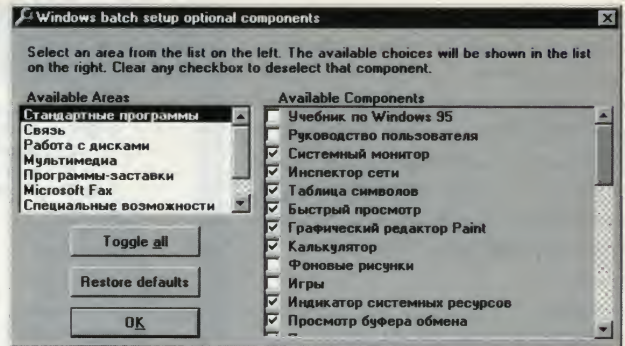 Windows batch setup optional components
Select an area from the list on the left. The available choices will be shown in the list
on the right. Clear any checkbox to deselect that component.
Available Areas
Стандартные программы
Связь
Работа с дисками
Мультимедиа
Программы-заставки
Microsoft Fax
Специальные возможности
Toggle all
Restore defaults
OK
Available Components
Учебник по Windows 95
Руководство пользователя
Системный монитор
Инспектор сети
Таблица символов
Быстрый просмотр
Графический редактор Paint
Калькулятор
Фоновые рисунки
Игры
Индикатор системных ресурсов
Просмотр буфера обмена